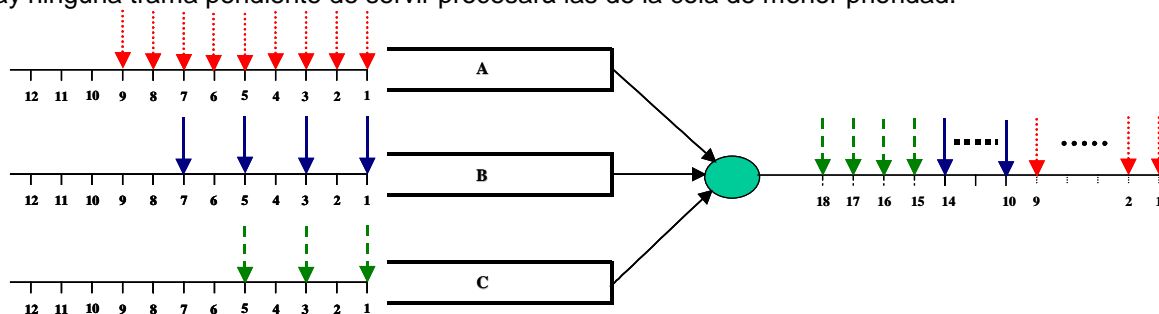 ay ninguna trama pendiente de servir procesará las de la cola de menor prioridad.
A
12 11 10 9 8 7 6 5 4 3 2 1
B
12 11 10 9 8 7 6 5 4 3 2 1
18 17 16 15 14 10 9 2 1
C
12 11 10 9 8 7 6 5 4 3 2 1